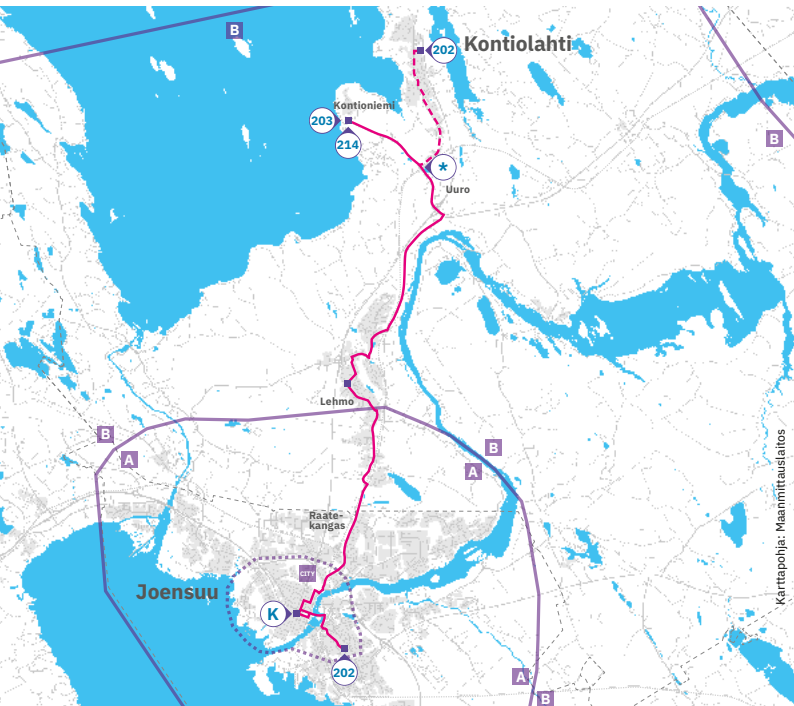 B
202
Kontiolahti
Kontioniemi
203
214
B
*
Uuro
Lehmo
B
A
B
A
Raate-
kangas
CITY
Joensuu
K
202
A
B
Karttapohja: Maanmittauslaitos